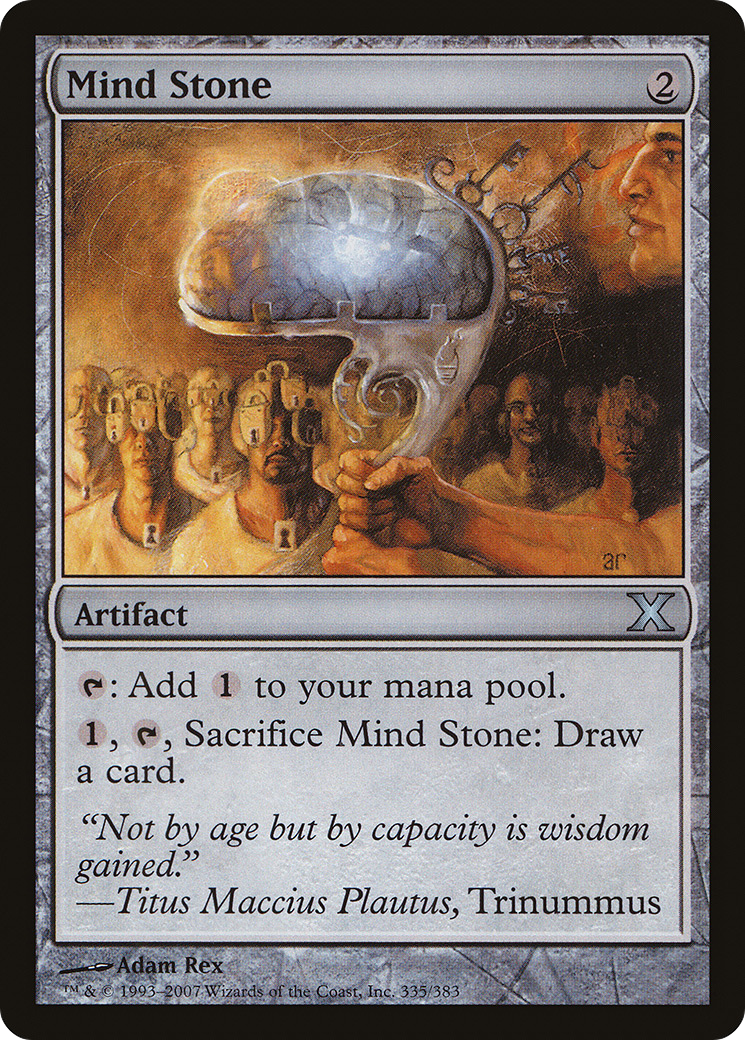 Mind Stone 2
ar
Artifact X
: Add 1 to your mana pool.
1, , Sacrifice Mind Stone: Draw
a card.
“Not by age but by capacity is wisdom
gained.”
—Titus Maccius Plautus, Trinummus
Adam Rex
™ & © 1993–2007 Wizards of the Coast, Inc. 335/383